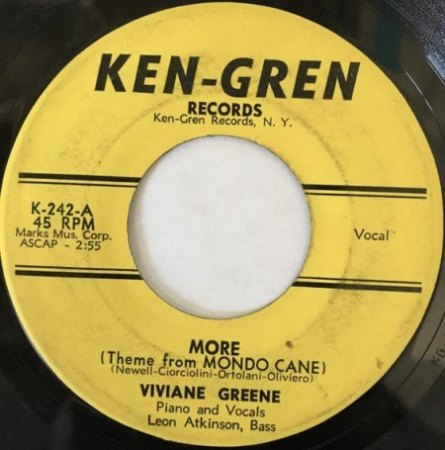 KEN-GREN
RECORDS
Ken-Gren Records, N. Y.
K-242-A
45 RPM
Marks Mus. Corp.
ASCAP - 2:55
Vocal
MORE
(Theme from MONDO CANE)
(Newell-Ciorciolini-Ortolani-Oliviero)
VIVIANE GREENE
Piano and Vocals
Leon Atkinson, Bass